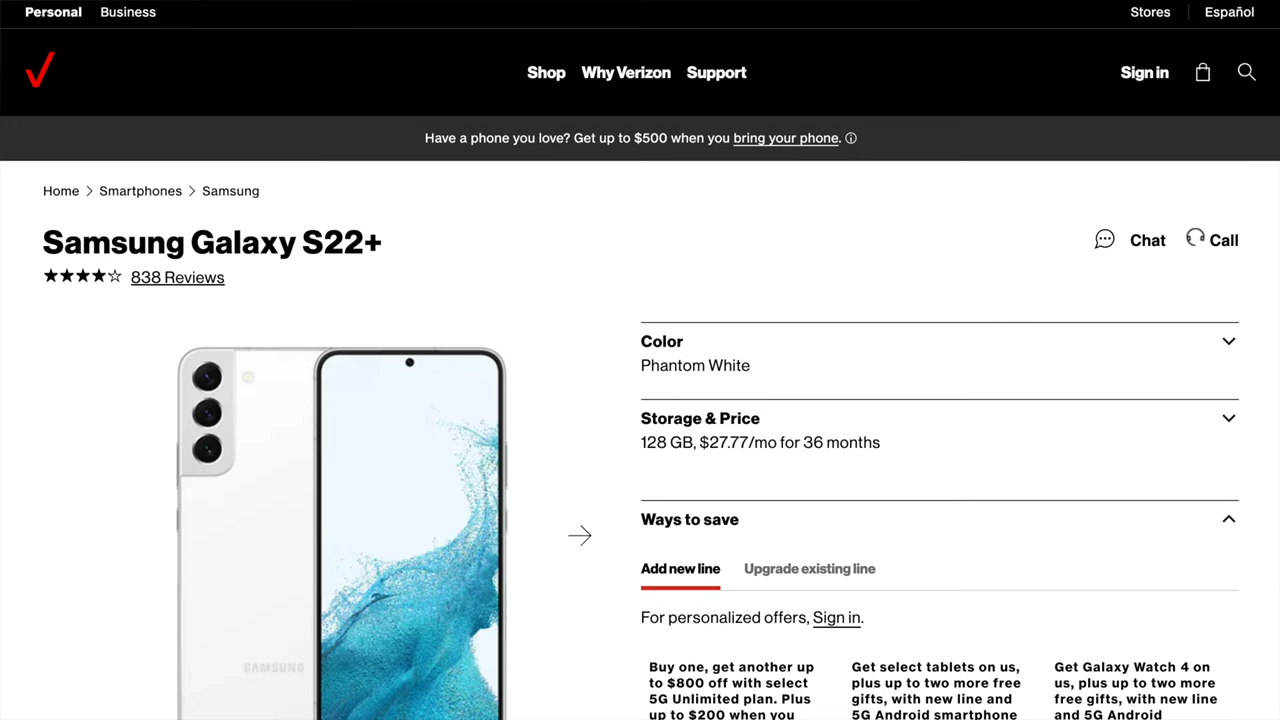 Personal Business
Stores Español
Shop Why Verizon Support
Sign in
Have a phone you love? Get up to $500 when you bring your phone.
Home > Smartphones > Samsung
Samsung Galaxy S22+
838 Reviews
Chat Call
Color
Phantom White
Storage & Price
128 GB, $27.77/mo for 36 months
Ways to save
Add new line Upgrade existing line
For personalized offers, Sign in.
Buy one, get another up
to $800 off with select
5G Unlimited plan. Plus
up to $200 when you
Get select tablets on us,
plus up to two more free
gifts, with new line and
5G Android smartphone
Get Galaxy Watch 4 on
us, plus up to two more
free gifts, with new line
and 5G Android
SAMSUNG